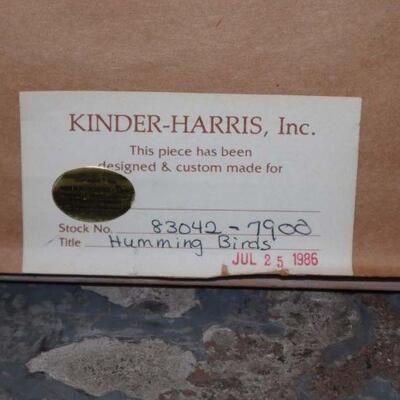 KINDER-HARRIS, Inc.
This piece has been
designed & custom made for
Stock No. 83042-7900
Title Humming Birds
JUL 25 1986